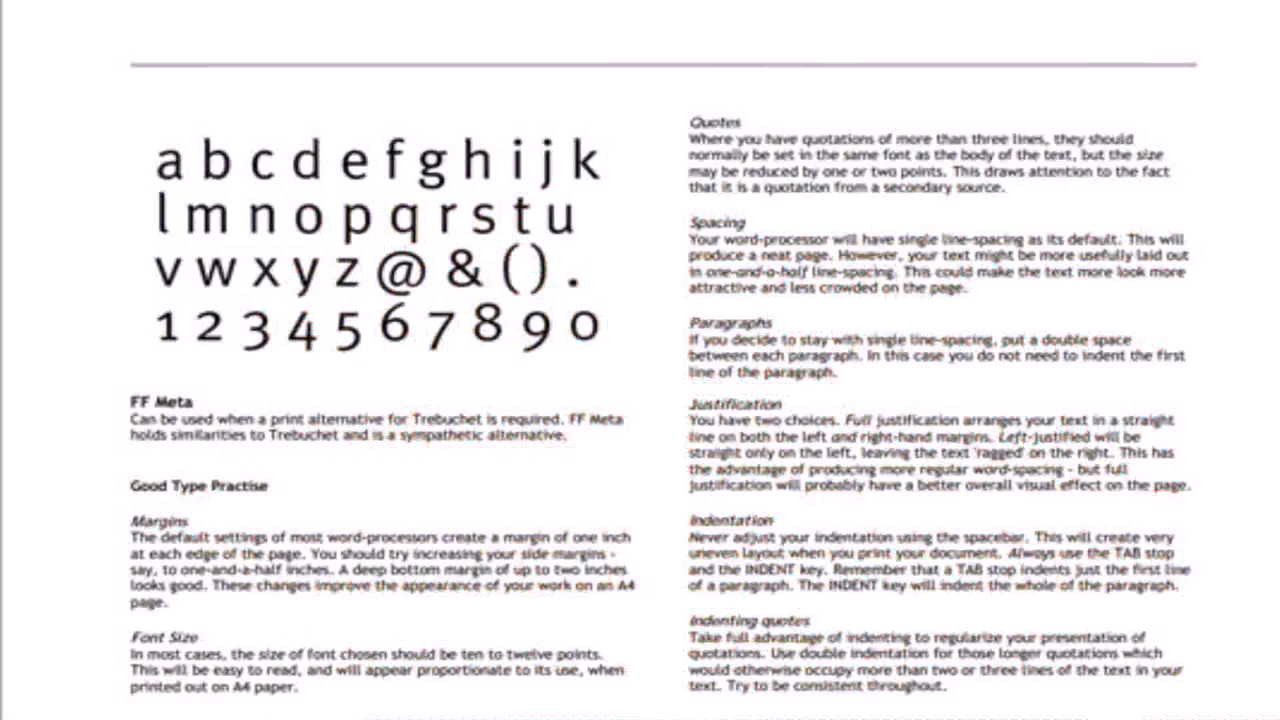 a b c d e f g h i j k
l m n o p q r s t u
v w x y z @ & ( ) .
1 2 3 4 5 6 7 8 9 0
FF Meta
Can be used when a print alternative for Trebuchet is required. FF Meta
holds similarities to Trebuchet and is a sympathetic alternative.
Good Type Practise
Margins
The default settings of most word-processors create a margin of one inch
at each edge of the page. You should try increasing your side margins -
say, to one-and-a-half inches. A deep bottom margin of up to two inches
looks good. These changes improve the appearance of your work on an A4
page.
Font Size
In most cases, the size of font chosen should be ten to twelve points.
This will be easy to read, and will appear proportionate to its use, when
printed out on A4 paper.
Quotes
Where you have quotations of more than three lines, they should
normally be set in the same font as the body of the text, but the size
may be reduced by one or two points. This draws attention to the fact
that it is a quotation from a secondary source.
Spacing
Your word-processor will have single line-spacing as its default. This will
produce a neat page. However, your text might be more usefully laid out
in one-and-a-half line-spacing. This could make the text more look more
attractive and less crowded on the page.
Paragraphs
If you decide to stay with single line-spacing, put a double space
between each paragraph. In this case you do not need to indent the first
line of the paragraph.
Justification
You have two choices. Full justification arranges your text in a straight
line on both the left and right-hand margins. Left-justified will be
straight only on the left, leaving the text 'ragged' on the right. This has
the advantage of producing more regular word-spacing - but full
justification will probably have a better overall visual effect on the page.
Indentation
Never adjust your indentation using the spacebar. This will create very
uneven layout when you print your document. Always use the TAB stop
and the INDENT key. Remember that a TAB stop indents just the first line
of a paragraph. The INDENT key will indent the whole of the paragraph.
Indenting quotes
Take full advantage of indenting to regularize your presentation of
quotations. Use double indentation for those longer quotations which
would otherwise occupy more than two or three lines of the text in your
text. Try to be consistent throughout.